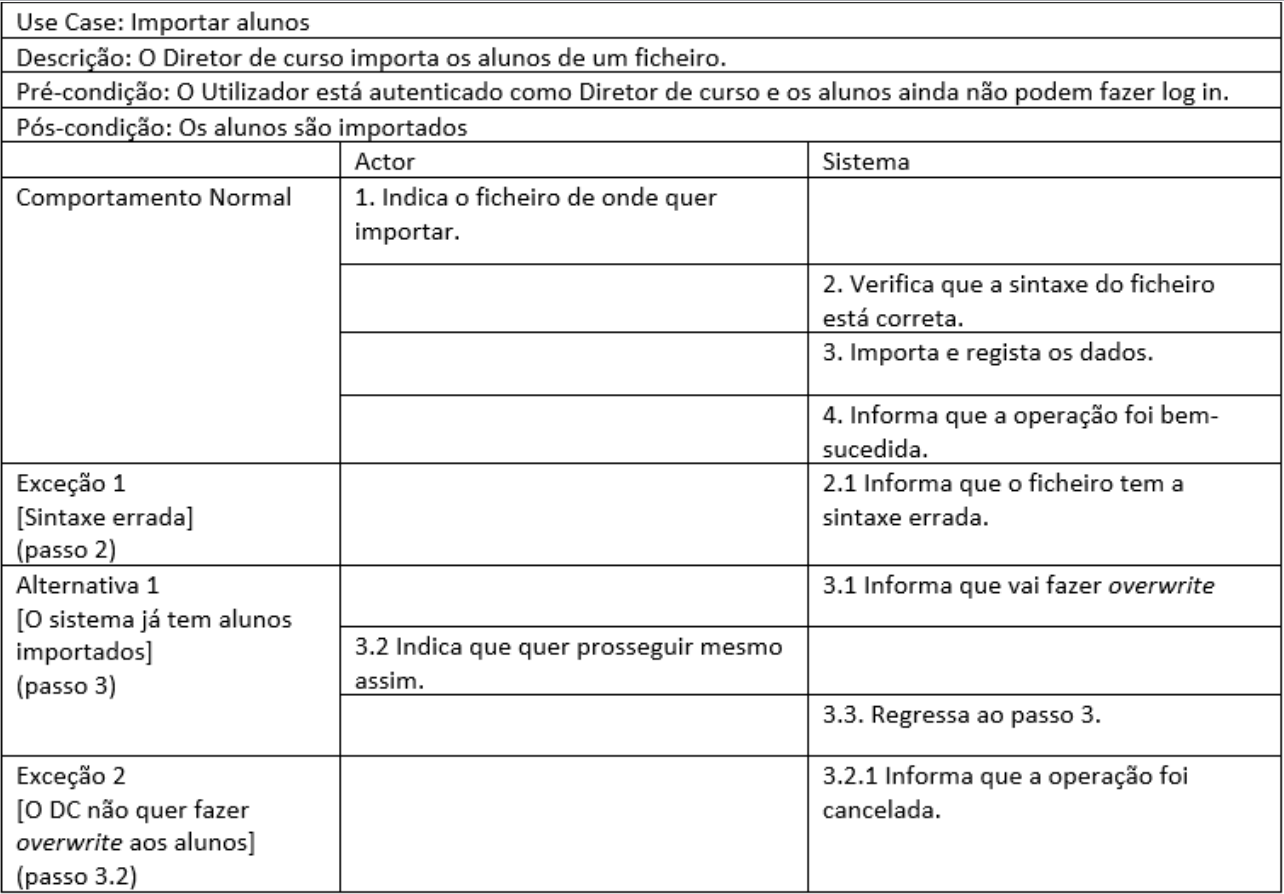 Use Case: Importar alunos
Descrição: O Diretor de curso importa os alunos de um ficheiro.
Pré-condição: O Utilizador está autenticado como Diretor de curso e os alunos ainda não podem fazer log in.
Pós-condição: Os alunos são importados
Actor
Sistema
Comportamento Normal
1. Indica o ficheiro de onde quer
importar.
2. Verifica que a sintaxe do ficheiro
está correta.
3. Importa e regista os dados.
4. Informa que a operação foi bem-
sucedida.
Exceção 1
[Sintaxe errada]
(passo 2)
2.1 Informa que o ficheiro tem a
sintaxe errada.
Alternativa 1
[O sistema já tem alunos
importados]
(passo 3)
3.1 Informa que vai fazer overwrite
3.2 Indica que quer prosseguir mesmo
assim.
3.3. Regressa ao passo 3.
Exceção 2
[O DC não quer fazer
overwrite aos alunos]
(passo 3.2)
3.2.1 Informa que a operação foi
cancelada.